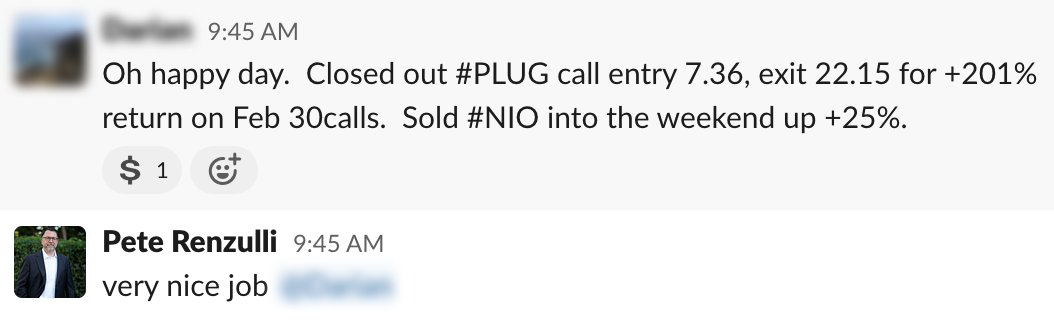 9:45 AM
Oh happy day.  Closed out #PLUG call entry 7.36, exit 22.15 for +201%
return on Feb 30calls.  Sold #NIO into the weekend up +25%.
$ 1
Pete Renzulli 9:45 AM
very nice job